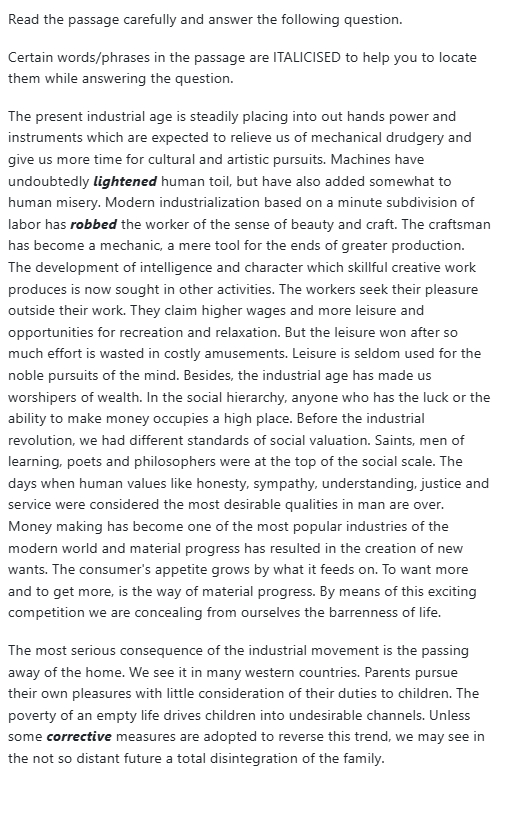 Read the passage carefully and answer the following question.
Certain words/phrases in the passage are ITALICISED to help you to locate
them while answering the question.
The present industrial age is steadily placing into out hands power and
instruments which are expected to relieve us of mechanical drudgery and
give us more time for cultural and artistic pursuits. Machines have
undoubtedly lightened human toil, but have also added somewhat to
human misery. Modern industrialization based on a minute subdivision of
labor has robbed the worker of the sense of beauty and craft. The craftsman
has become a mechanic, a mere tool for the ends of greater production.
The development of intelligence and character which skillful creative work
produces is now sought in other activities. The workers seek their pleasure
outside their work. They claim higher wages and more leisure and
opportunities for recreation and relaxation. But the leisure won after so
much effort is wasted in costly amusements. Leisure is seldom used for the
noble pursuits of the mind. Besides, the industrial age has made us
worshipers of wealth. In the social hierarchy, anyone who has the luck or the
ability to make money occupies a high place. Before the industrial
revolution, we had different standards of social valuation. Saints, men of
learning, poets and philosophers were at the top of the social scale. The
days when human values like honesty, sympathy, understanding, justice and
service were considered the most desirable qualities in man are over.
Money making has become one of the most popular industries of the
modern world and material progress has resulted in the creation of new
wants. The consumer's appetite grows by what it feeds on. To want more
and to get more, is the way of material progress. By means of this exciting
competition we are concealing from ourselves the barrenness of life.
The most serious consequence of the industrial movement is the passing
away of the home. We see it in many western countries. Parents pursue
their own pleasures with little consideration of their duties to children. The
poverty of an empty life drives children into undesirable channels. Unless
some corrective measures are adopted to reverse this trend, we may see in
the not so distant future a total disintegration of the family.